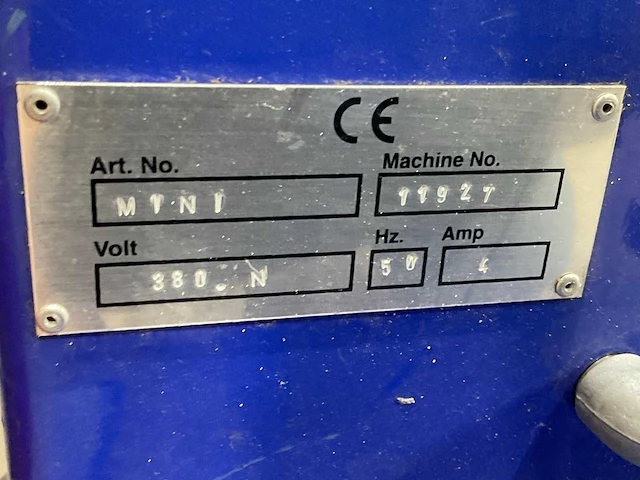 CE
Art. No. Machine No.
MINI 11927
Volt Hz. Amp
380. N 50 4